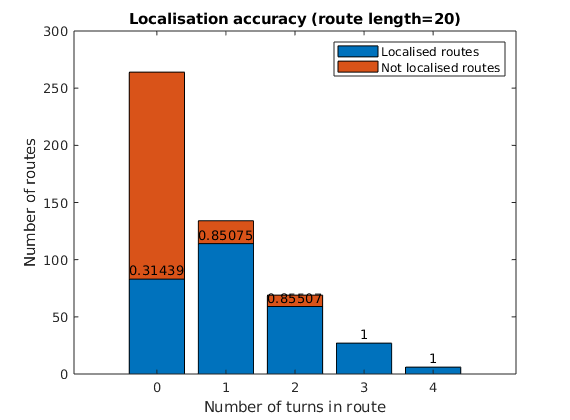 Localisation accuracy (route length=20)
Localised routes
Not localised routes
300
250
200
150
100
50
0
Number of routes
0.31439
0.85075
0.85507
1
1
0 1 2 3 4
Number of turns in route